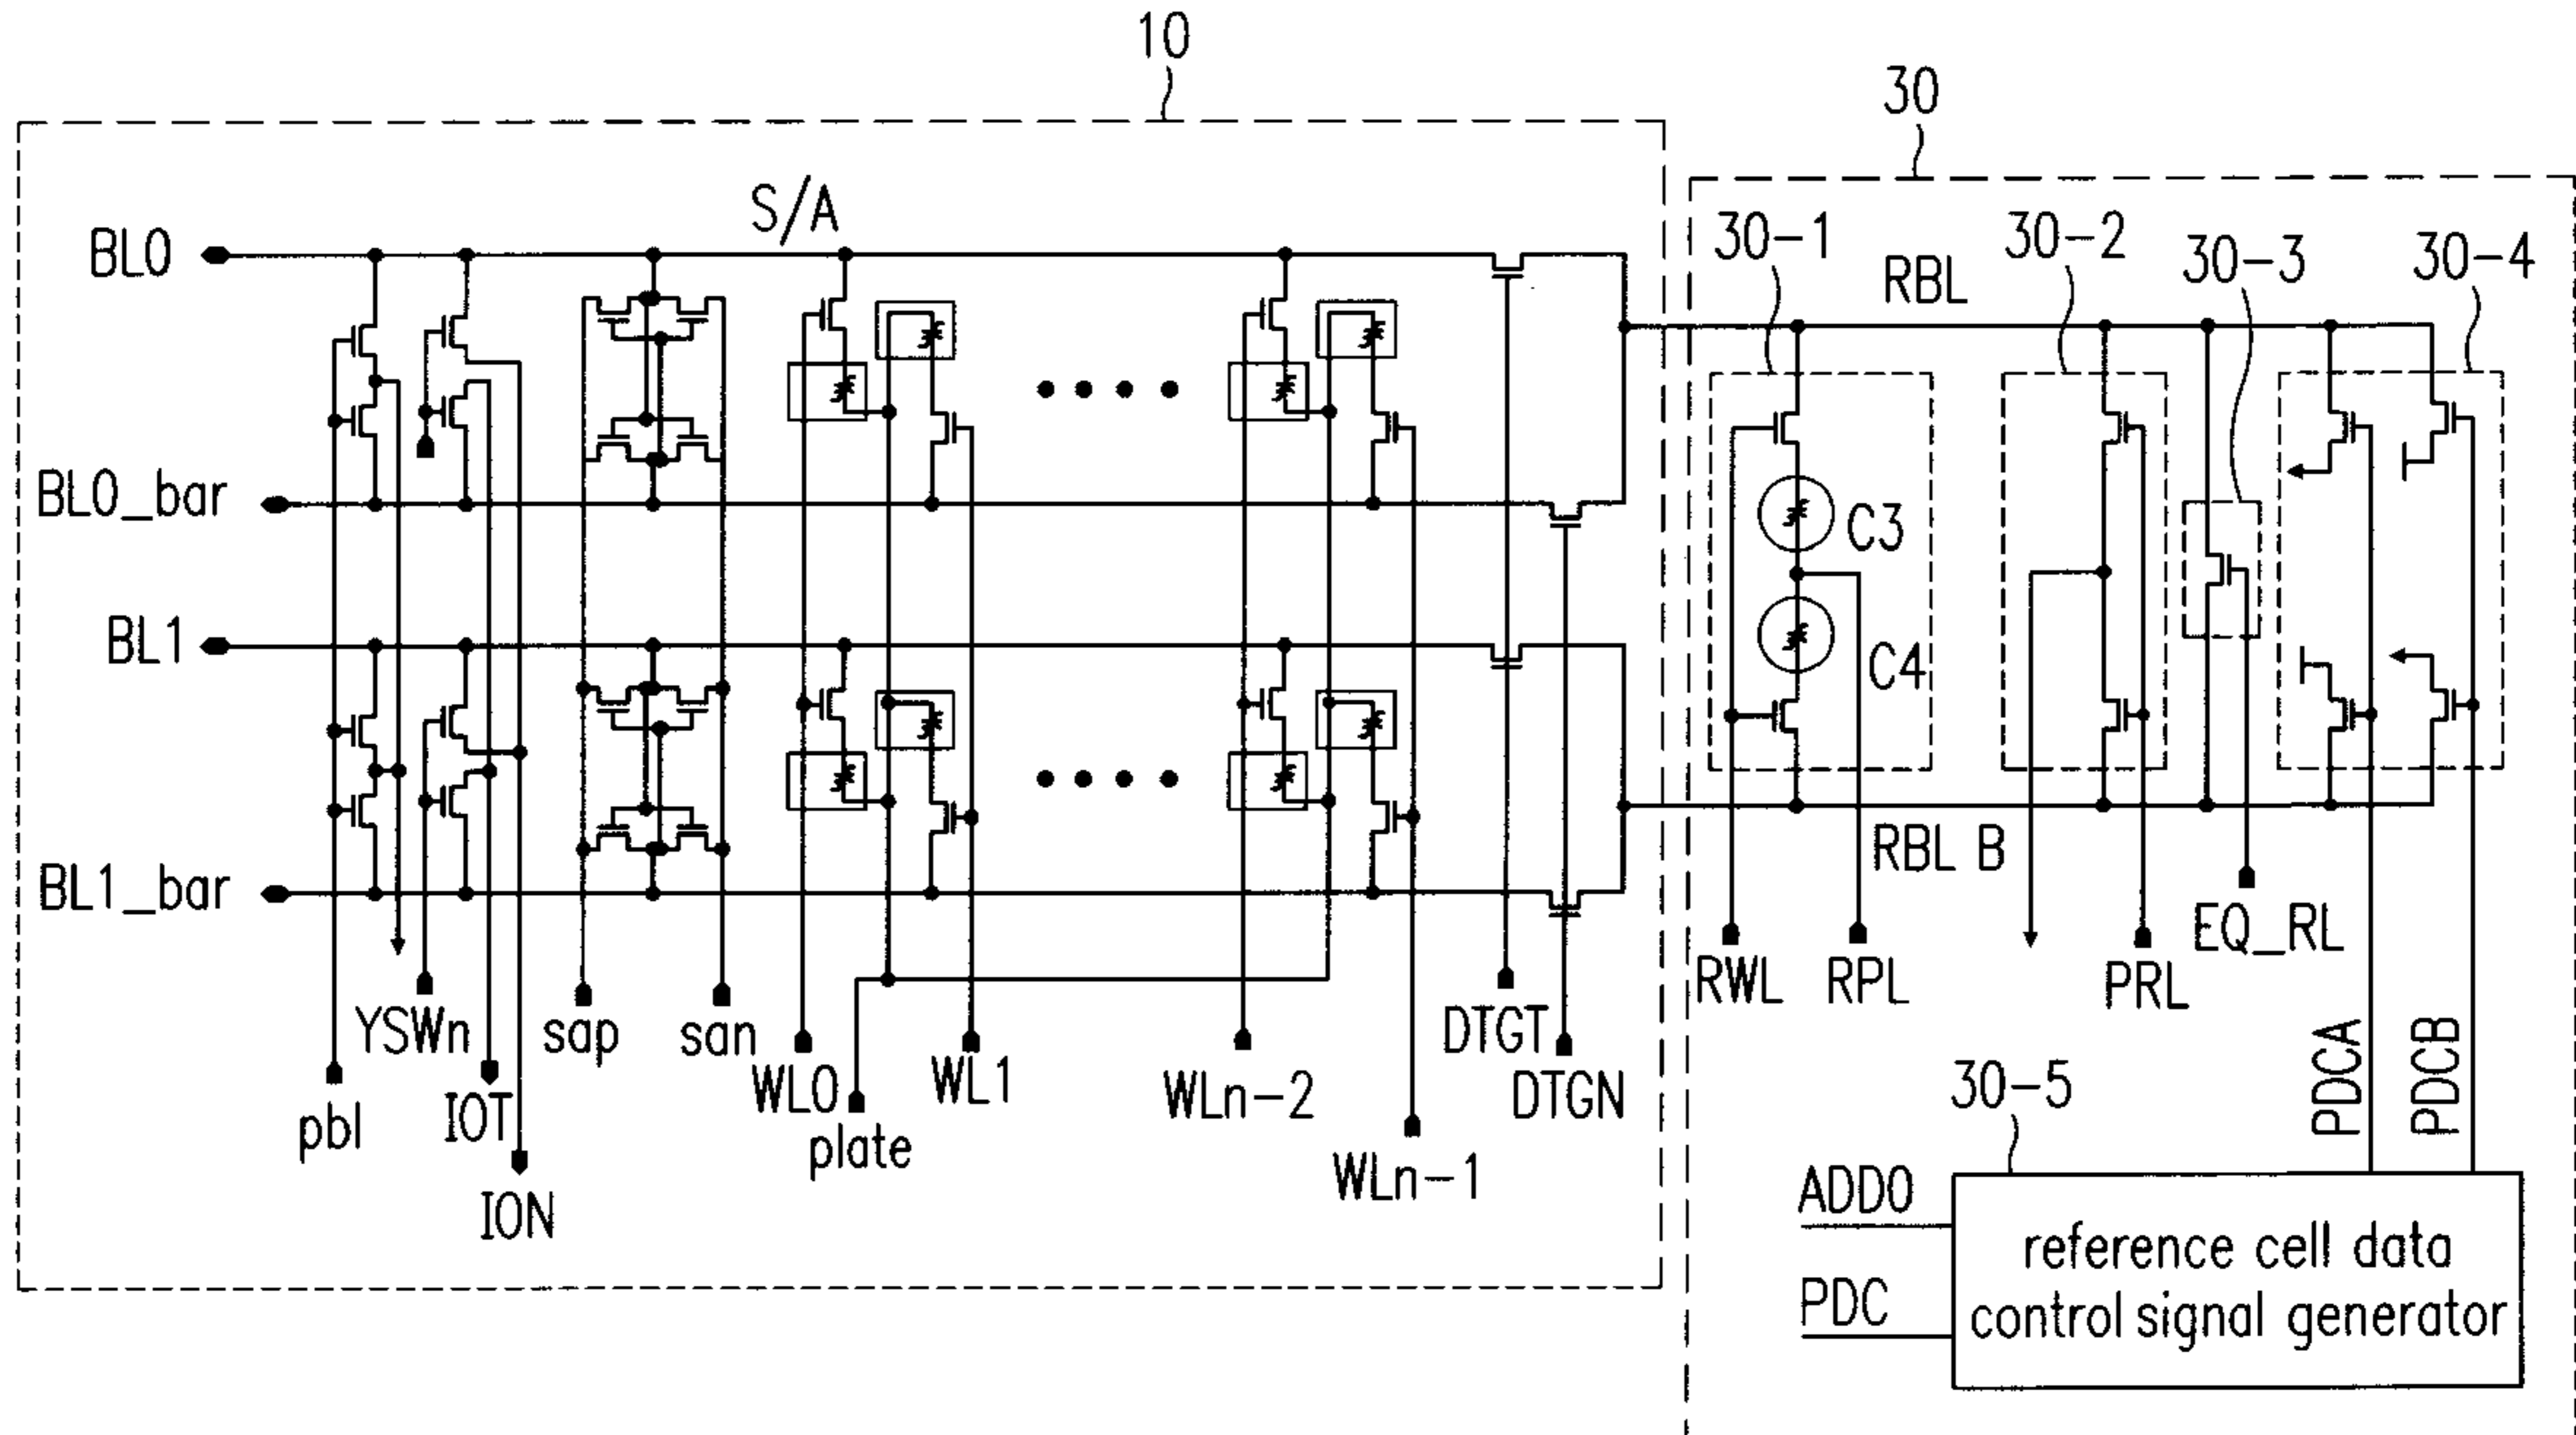 10
30
S/A
30-1
30-2
30-3
30-4
RBL
BL0
BL0_bar
C3
BL1
C4
BL1_bar
RBL B
YSWn
sap
san
DTGT
RWL
RPL
PRL
EQ_RL
pbl
IOT
ION
WL0
plate
WL1
WLn-2
WLn-1
DTGN
PDCA
PDCB
30-5
ADD0
PDC
reference cell data
control signal generator